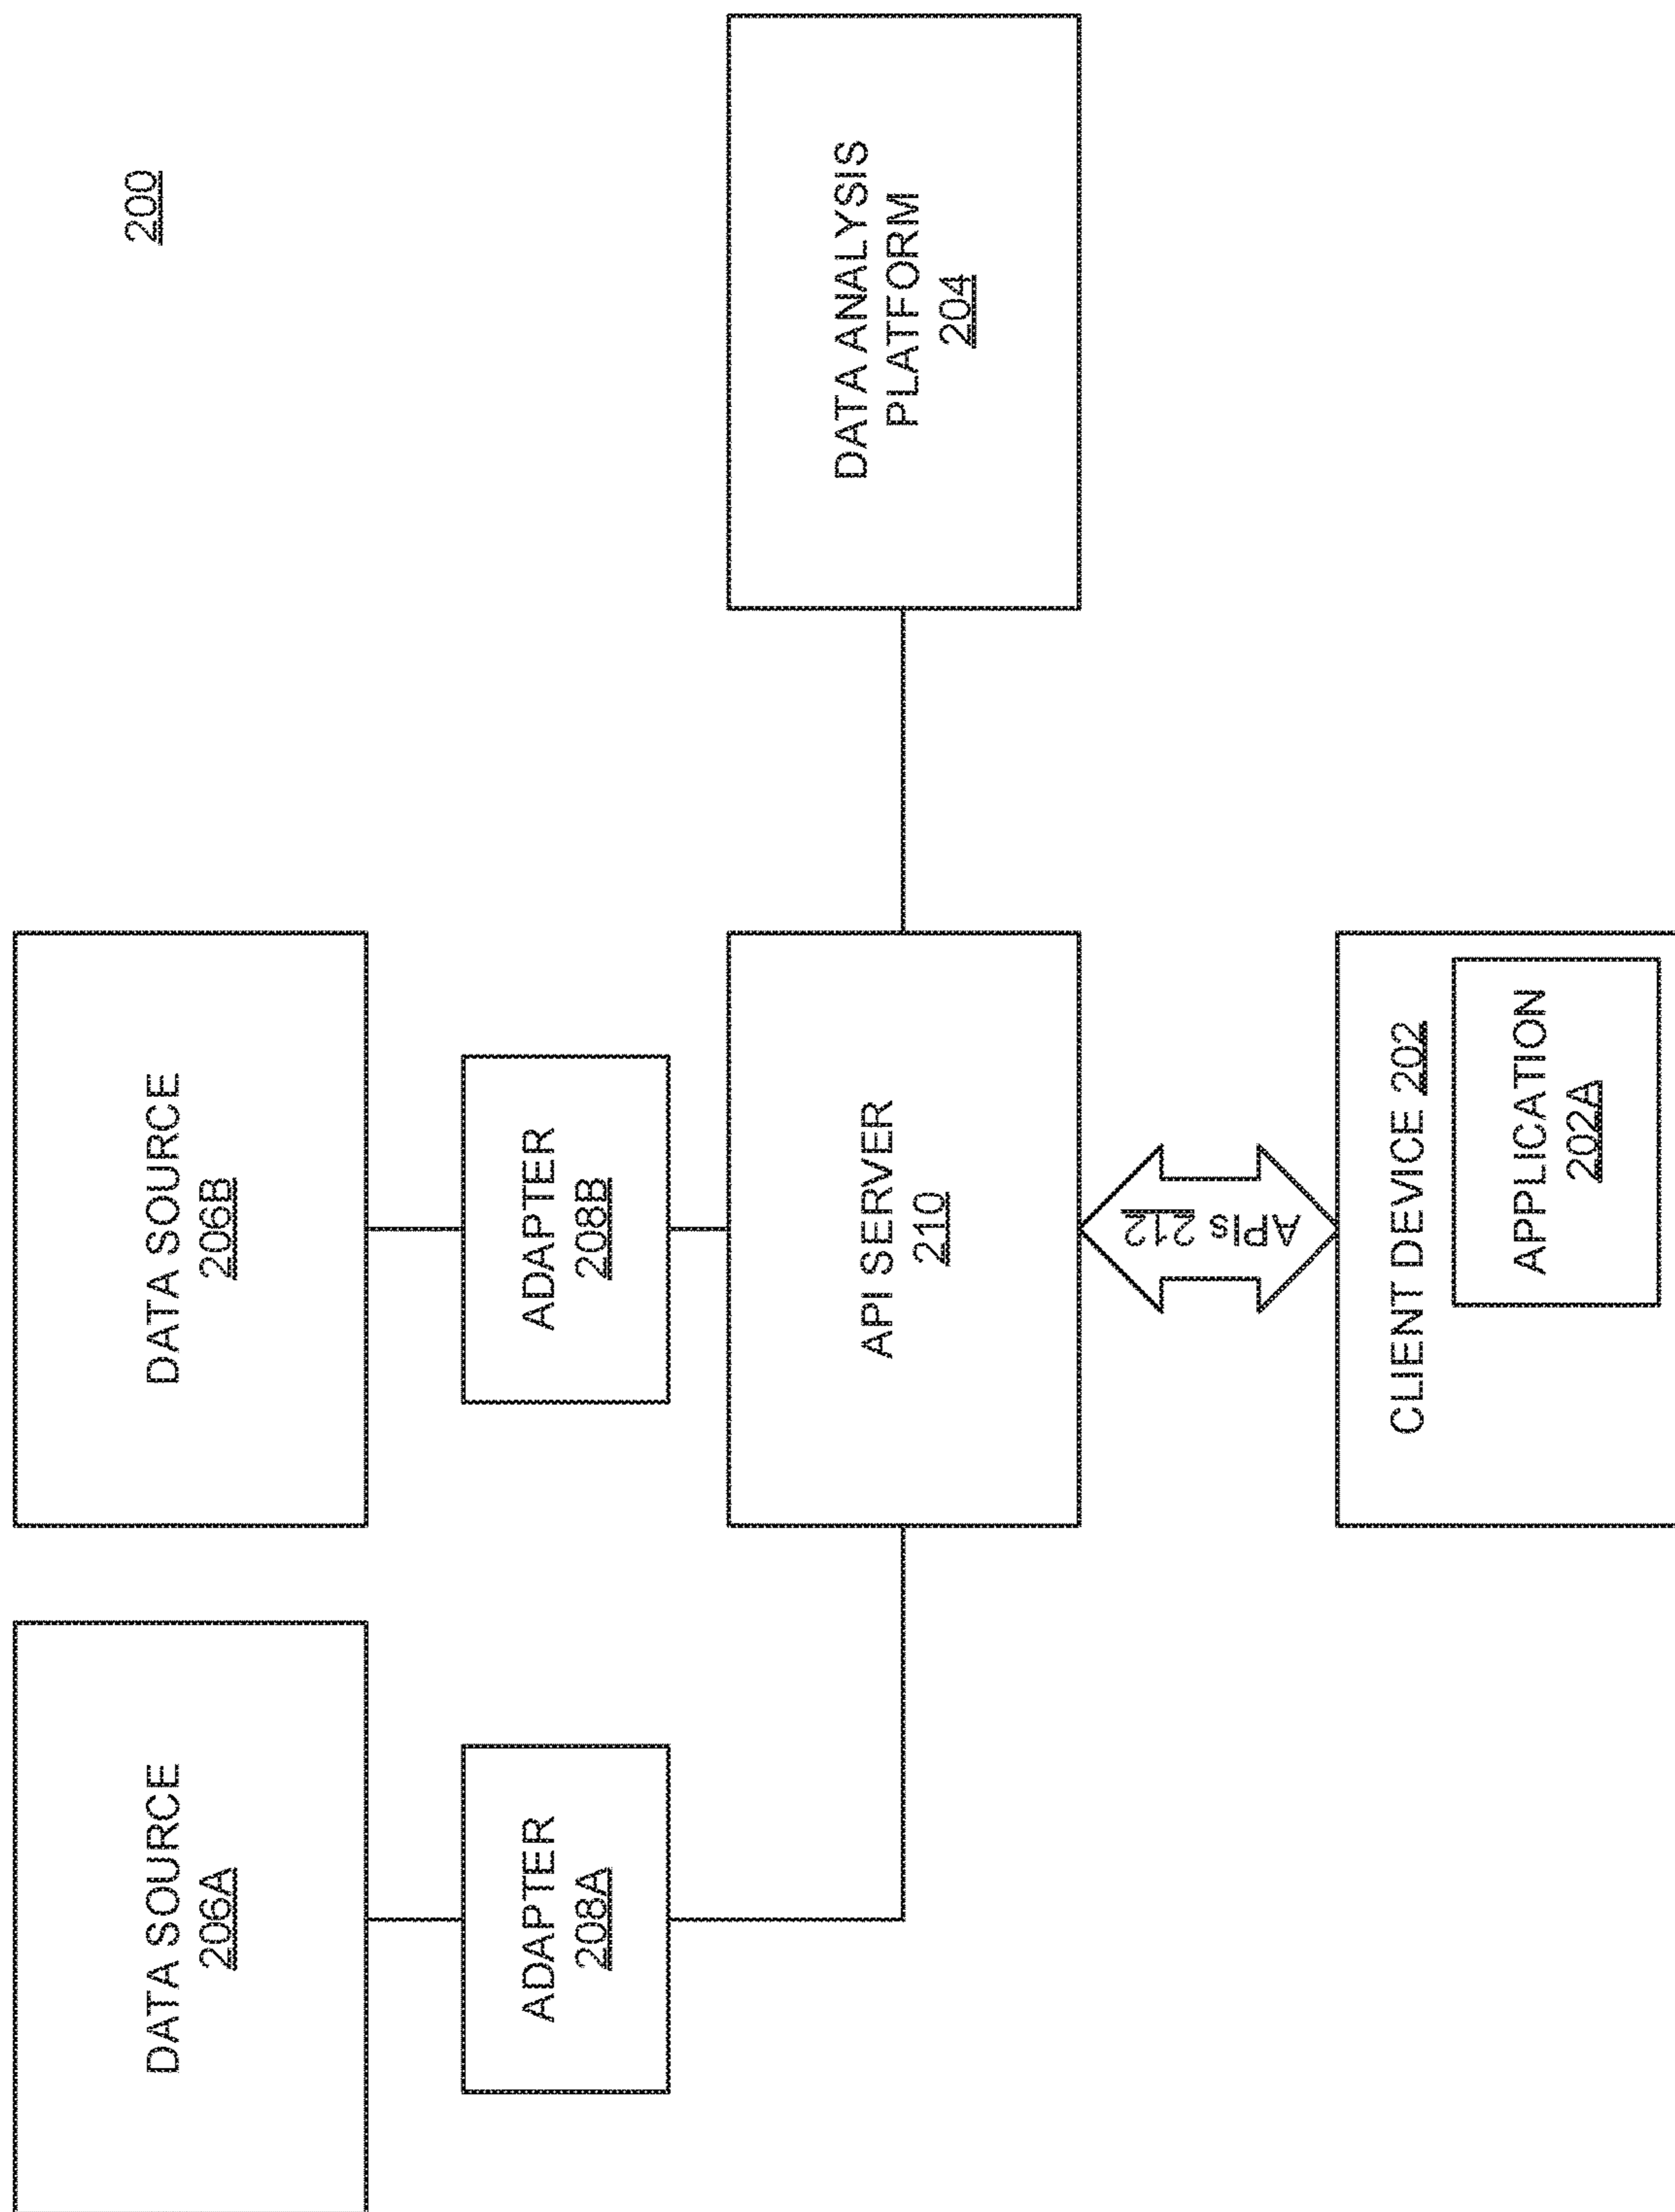 200
DATA SOURCE
206A
DATA SOURCE
206B
ADAPTER
208A
ADAPTER
208B
API SERVER
210
DATA ANALYSIS
PLATFORM
204
APIs 212
CLIENT DEVICE 202
APPLICATION
202A